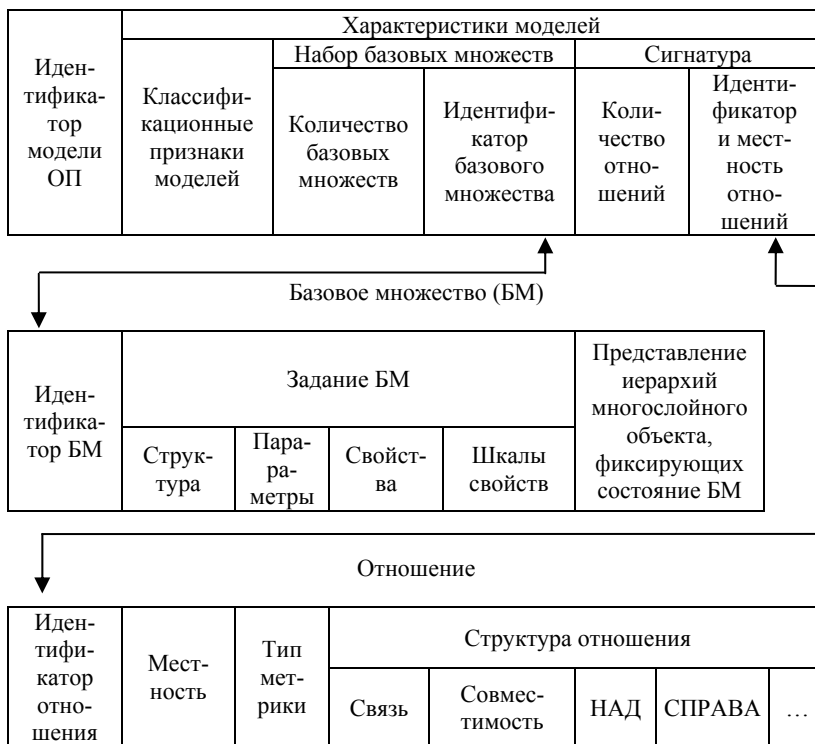 Характеристики моделей
Иден-
тифика-
тор
модели
ОП
Классифи-
кационные
признаки
моделей
Набор базовых множеств
Количество
базовых
множеств
Идентифи-
катор
базового
множества
Сигнатура
Коли-
чество
отно-
шений
Иденти-
фикатор
и мест-
ность
отно-
шений
Базовое множество (БМ)
Иден-
тифика-
тор БМ
Задание БМ
Струк-
тура
Пара-
ра-
метры
Свойст-
ва
Шкалы
свойств
Представление
иерархий
многослойного
объекта,
фиксирующих
состояние БМ
Отношение
Иден-
тифи-
катор
отно-
шения
Мест-
ность
Тип
мет-
рики
Структура отношения
Связь
Совмес-
тимость
НАД
СПРАВА
…